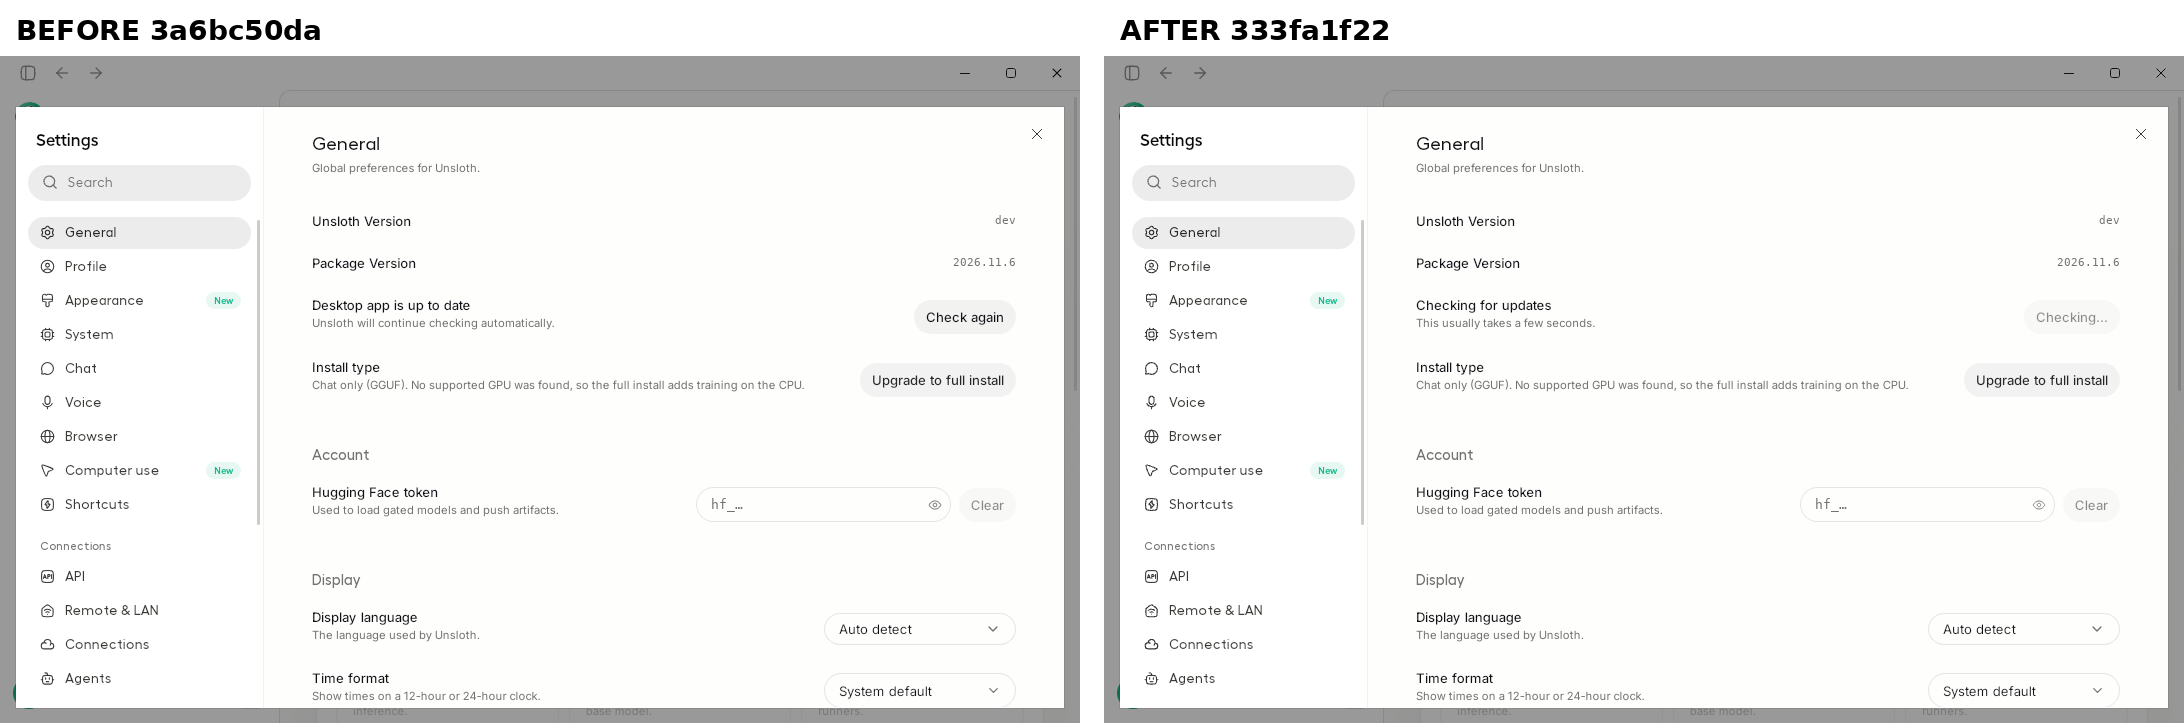 BEFORE 3a6bc50da
Settings
Search
General
Profile
Appearance New
System
Chat
Voice
Browser
Computer use New
Shortcuts
Connections
API
Remote & LAN
Connections
Agents
General
Global preferences for Unsloth.
Unsloth Version dev
Package Version 2026.11.6
Desktop app is up to date
Unsloth will continue checking automatically.
Check again
Install type
Chat only (GGUF). No supported GPU was found, so the full install adds training on the CPU.
Upgrade to full install
Account
Hugging Face token
Used to load gated models and push artifacts.
hf_…
Clear
Display
Display language
The language used by Unsloth.
Auto detect
Time format
Show times on a 12-hour or 24-hour clock.
System default
inference. base model. runners.
AFTER 333fa1f22
Settings
Search
General
Profile
Appearance New
System
Chat
Voice
Browser
Computer use New
Shortcuts
Connections
API
Remote & LAN
Connections
Agents
General
Global preferences for Unsloth.
Unsloth Version dev
Package Version 2026.11.6
Checking for updates
This usually takes a few seconds.
Checking...
Install type
Chat only (GGUF). No supported GPU was found, so the full install adds training on the CPU.
Upgrade to full install
Account
Hugging Face token
Used to load gated models and push artifacts.
hf_…
Clear
Display
Display language
The language used by Unsloth.
Auto detect
Time format
Show times on a 12-hour or 24-hour clock.
System default
inference. base model. runners.